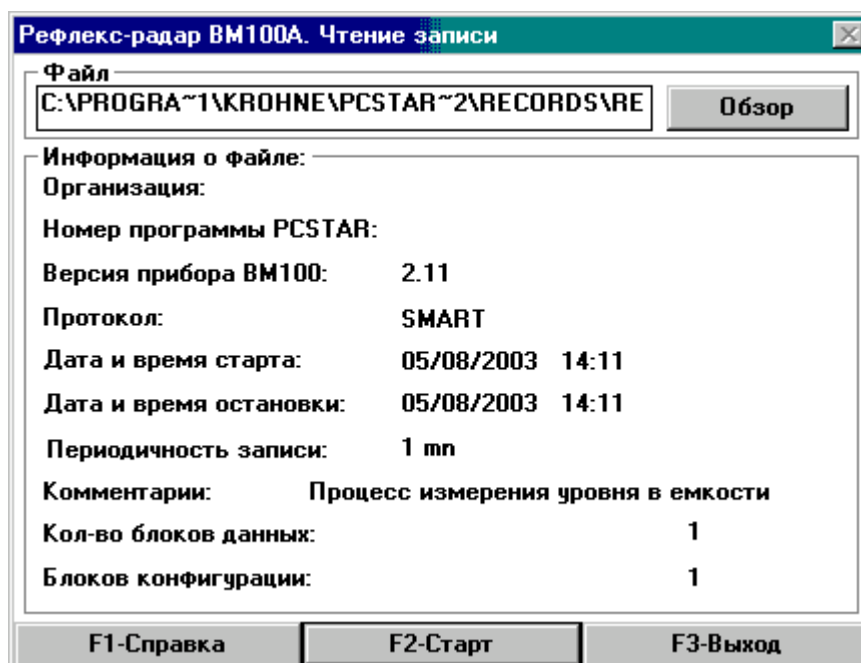 Рефлекс-радар BM100A. Чтение записи
Файл
C:\PROGRA~1\KROHNE\PCSTAR~2\RECORDS\RE
Обзор
Информация о файле:
Организация:
Номер программы PCSTAR:
Версия прибора BM100: 2.11
Протокол: SMART
Дата и время старта: 05/08/2003 14:11
Дата и время остановки: 05/08/2003 14:11
Периодичность записи: 1 mn
Комментарии: Процесс измерения уровня в емкости
Кол-во блоков данных: 1
Блоков конфигурации: 1
F1-Справка F2-Старт F3-Выход